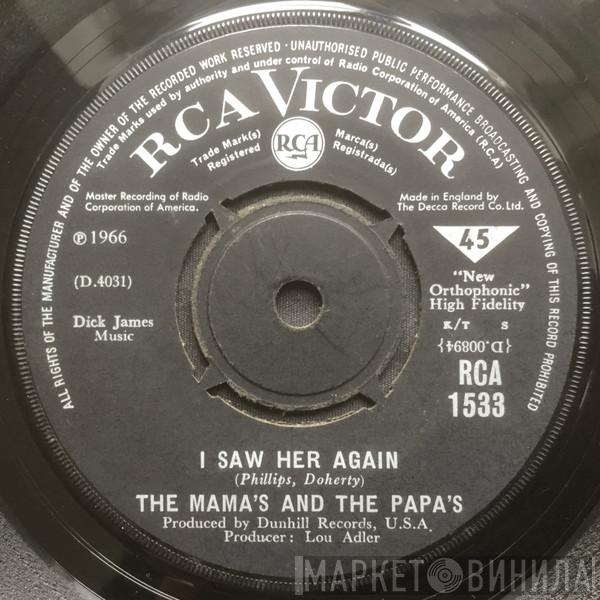 ALL RIGHTS OF THE MANUFACTURER AND OF THE OWNER OF THE RECORDED WORK RESERVED · UNAUTHORISED PUBLIC PERFORMANCE BROADCASTING AND COPYING OF THIS RECORD PROHIBITED
Trade Marks used by authority and under control of Radio Corporation of America (R.C.A)
RCA VICTOR
Trade Mark(s)
Registered
RCA
Marca(s)
Registrada(s)
Master Recording of Radio
Corporation of America.
Made in England by
The Decca Record Co. Ltd.
℗ 1966
45
(D.4031)
"New
Orthophonic"
High Fidelity
Dick James
Music
K/T S
{D.00894}
RCA
1533
I SAW HER AGAIN
(Phillips, Doherty)
THE MAMA'S AND THE PAPA'S
Produced by Dunhill Records, U.S.A.
Producer: Lou Adler
МАРКЕТ ВИНИЛА